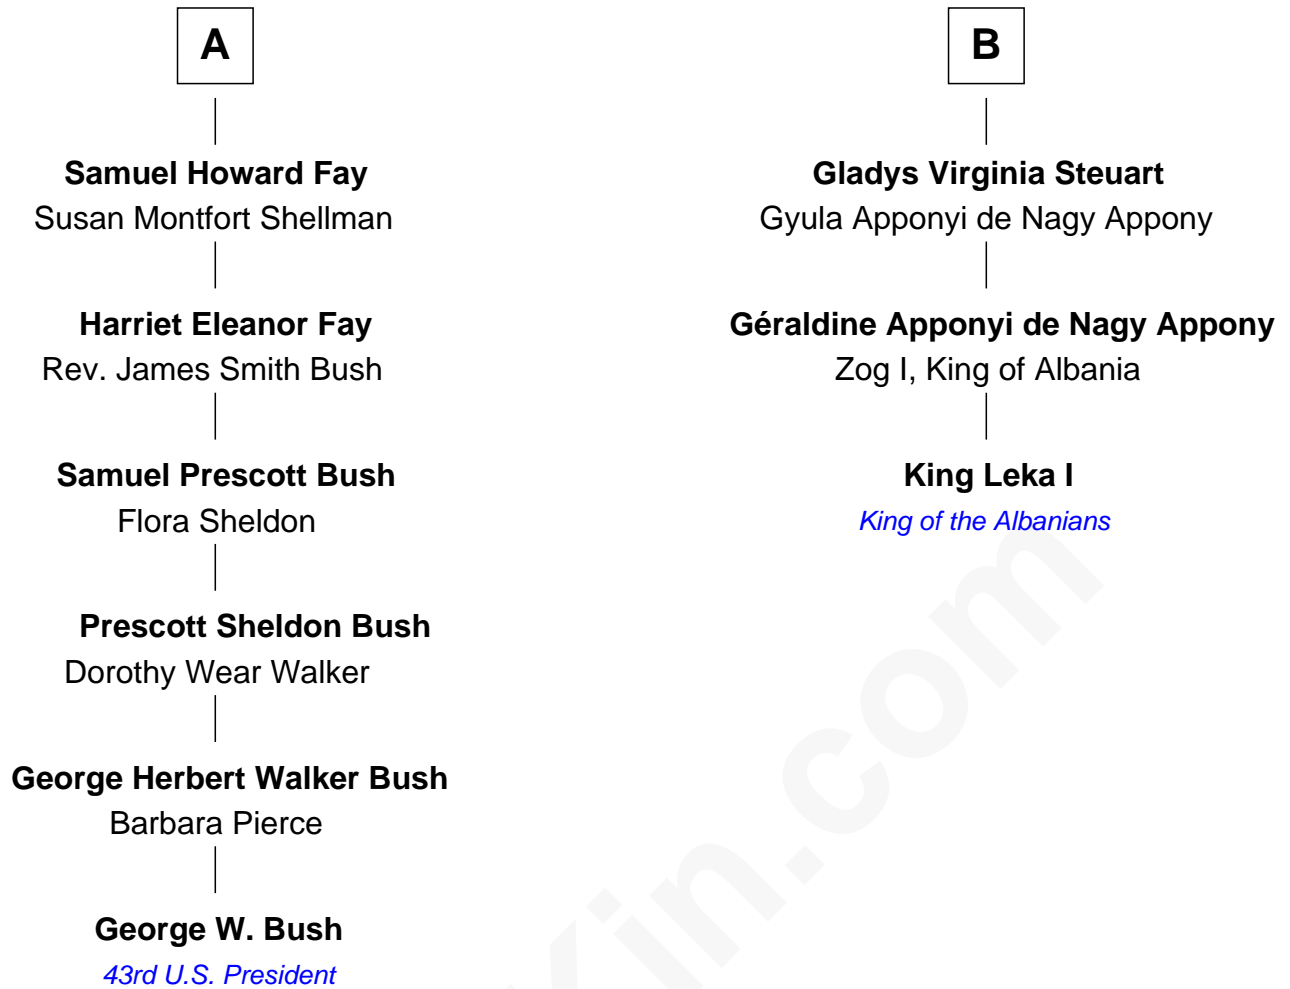 A
Samuel Howard Fay
Susan Montfort Shellman
Harriet Eleanor Fay
Rev. James Smith Bush
Samuel Prescott Bush
Flora Sheldon
Prescott Sheldon Bush
Dorothy Wear Walker
George Herbert Walker Bush
Barbara Pierce
George W. Bush
43rd U.S. President
B
Gladys Virginia Steuart
Gyula Apponyi de Nagy Appony
Géraldine Apponyi de Nagy Appony
Zog I, King of Albania
King Leka I
King of the Albanians
Kin.com